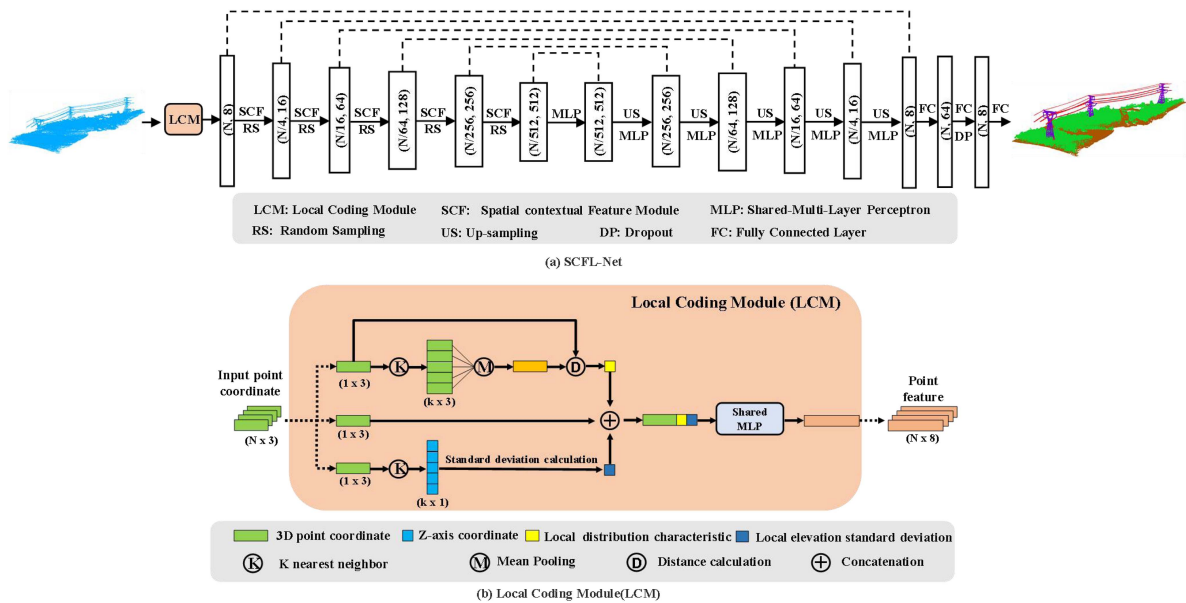 LCM
(N, 8)
SCF
RS
(N/4, 16)
SCF
RS
(N/16, 64)
SCF
RS
(N/64, 128)
SCF
RS
(N/256, 256)
SCF
RS
(N/512, 512)
MLP
(N/512, 512)
US
MLP
(N/256, 256)
US
MLP
(N/64, 128)
US
MLP
(N/16, 64)
US
MLP
(N/4, 16)
US
MLP
(N, 8)
FC
(N, 64)
FC
DP
(N, 8)
FC
LCM: Local Coding Module SCF: Spatial contextual Feature Module MLP: Shared-Multi-Layer Perceptron
RS: Random Sampling US: Up-sampling DP: Dropout FC: Fully Connected Layer
(a) SCFL-Net
Local Coding Module (LCM)
Input point
coordinate
(N x 3)
(1 x 3)
K
(k x 3)
M
D
(1 x 3)
(1 x 3)
K
(k x 1)
Standard deviation calculation
Shared
MLP
Point
feature
(N x 8)
3D point coordinate Z-axis coordinate Local distribution characteristic Local elevation standard deviation
K K nearest neighbor M Mean Pooling D Distance calculation Concatenation
(b) Local Coding Module(LCM)